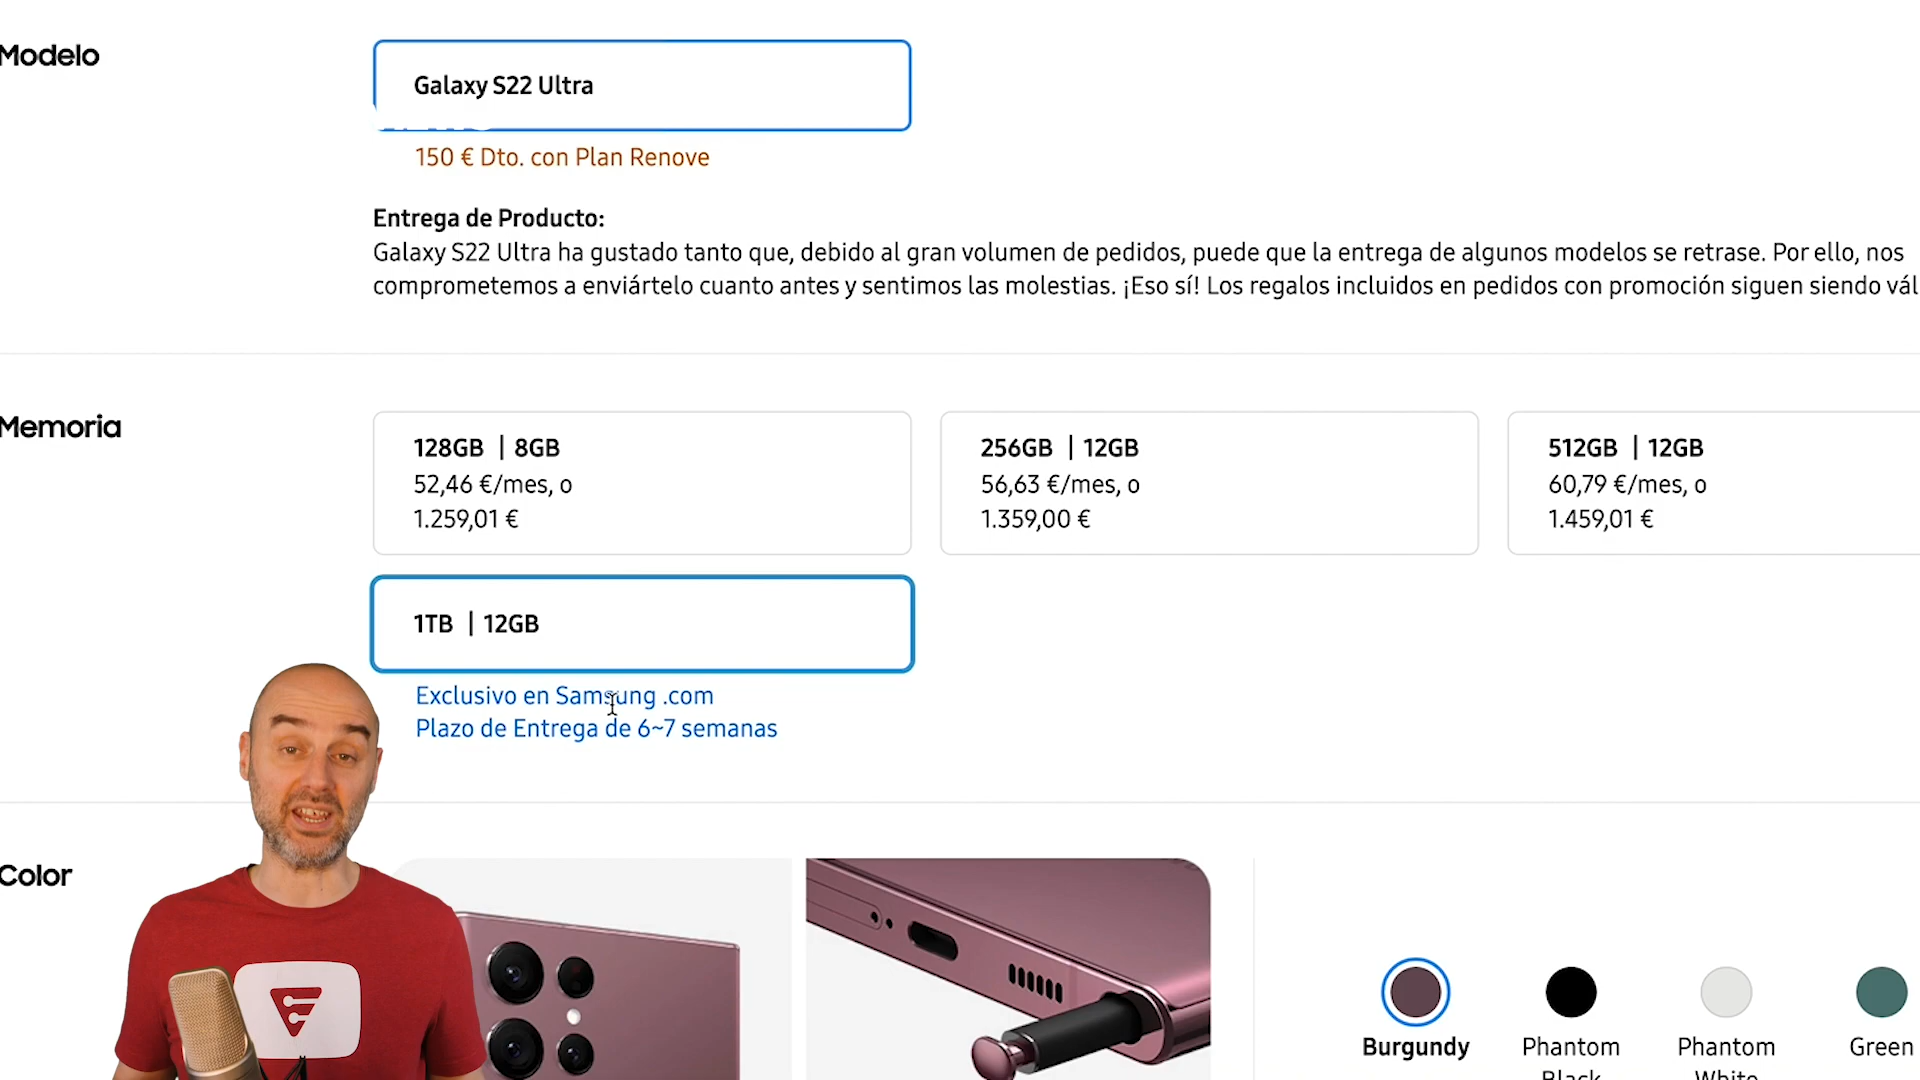 Modelo
Galaxy S22 Ultra
150 € Dto. con Plan Renove
Entrega de Producto:
Galaxy S22 Ultra ha gustado tanto que, debido al gran volumen de pedidos, puede que la entrega de algunos modelos se retrase. Por ello, nos
comprometemos a enviártelo cuanto antes y sentimos las molestias. ¡Eso sí! Los regalos incluidos en pedidos con promoción siguen siendo vál
Memoria
128GB | 8GB
52,46 €/mes, o
1.259,01 €
256GB | 12GB
56,63 €/mes, o
1.359,00 €
512GB | 12GB
60,79 €/mes, o
1.459,01 €
1TB | 12GB
Exclusivo en Samsung .com
Plazo de Entrega de 6~7 semanas
Color
Burgundy
Phantom
Black
Phantom
White
Green